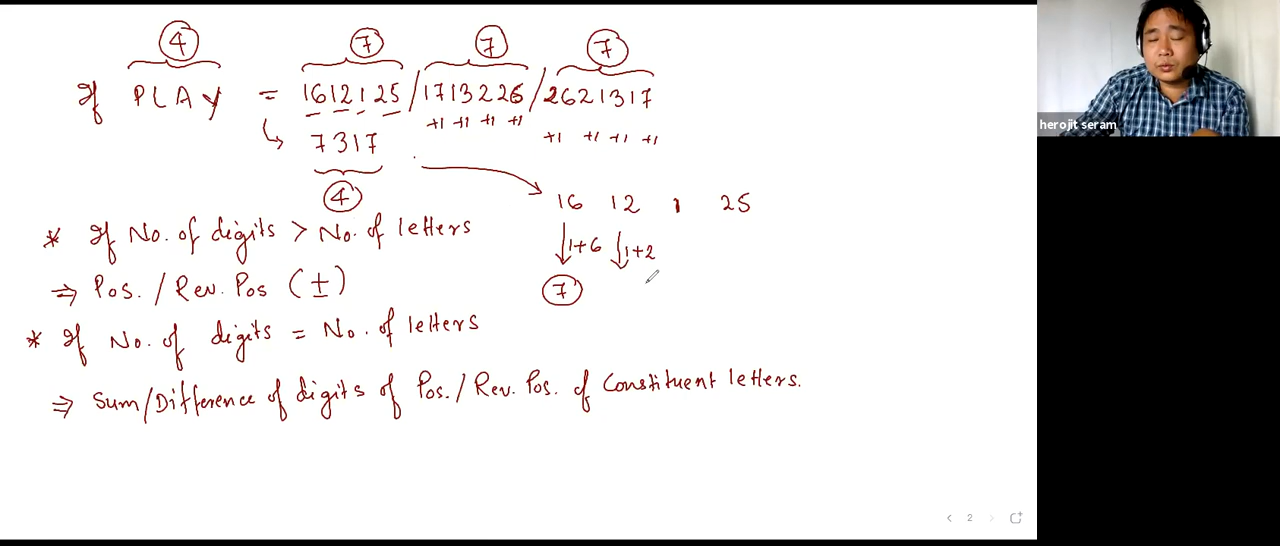 4 7 7 7
If PLAY = 1612125/1713226/2621317
+1 +1 +1 +1
+1 +1 +1 +1
↳ 7317
4
16 12 1 25
1+6 1+2
7
* If No. of digits > No. of letters
⇒ Pos. / Rev. Pos (±)
* If No. of digits = No. of letters
⇒ Sum/Difference of digits of Pos./Rev. Pos. of Constituent letters.
herojit seram
< 2 >